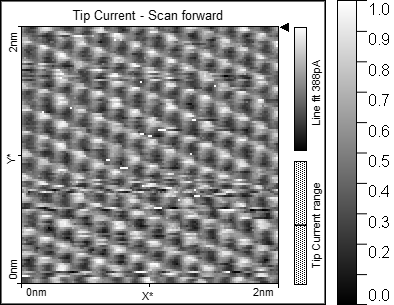 Tip Current - Scan forward
2nm
Y*
0nm
0nm
X*
2nm
Line fit 388pA
Tip Current range
1.0
0.9
0.8
0.7
0.6
0.5
0.4
0.3
0.2
0.1
0.0